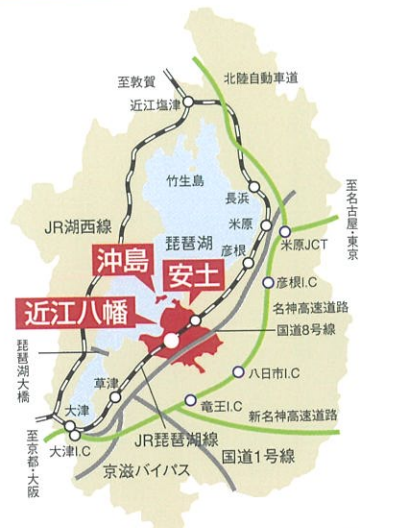 至敦賀
北陸自動車道
近江塩津
竹生島
長浜
至名古屋・東京
JR湖西線
米原
琵琶湖
彦根
米原JCT
沖島
安土
彦根I.C
近江八幡
名神高速道路
国道8号線
琵琶湖大橋
八日市I.C
草津
竜王I.C
大津
新名神高速道路
JR琵琶湖線
大津I.C
国道1号線
至京都・大阪
京滋バイパス